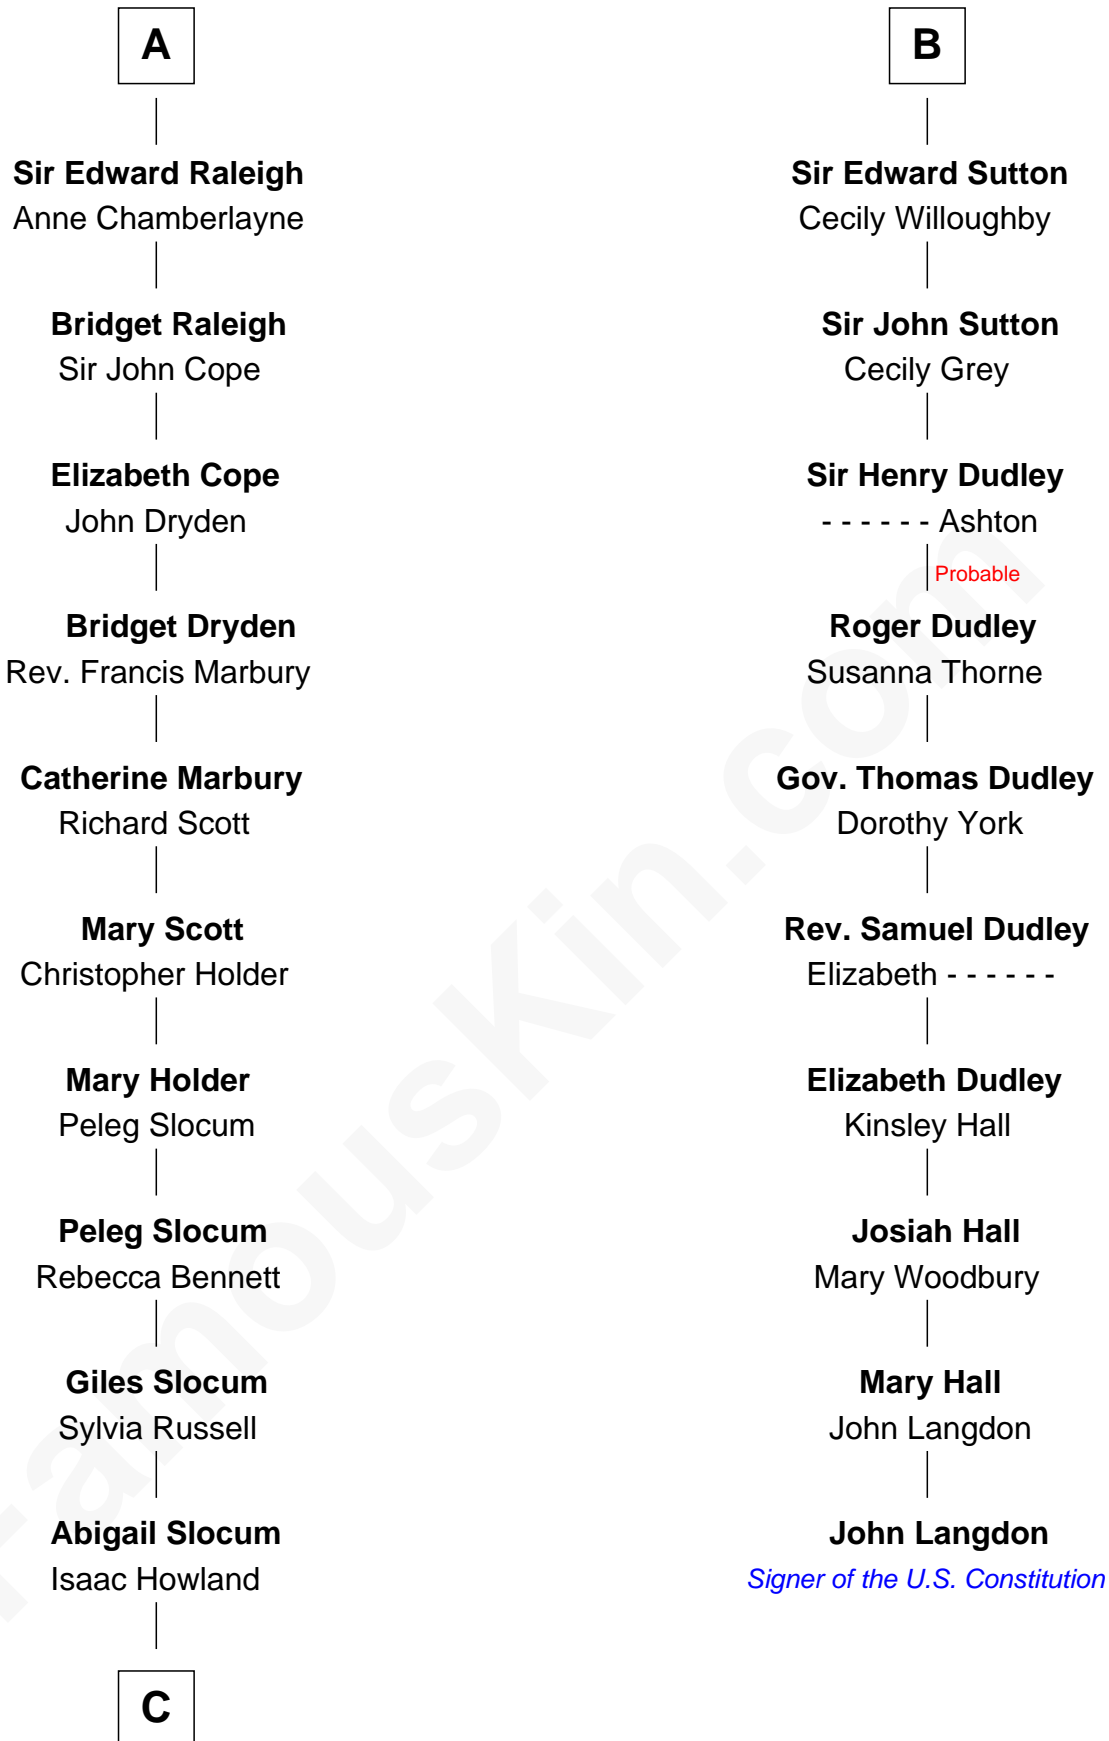 A
Sir Edward Raleigh
Anne Chamberlayne
Bridget Raleigh
Sir John Cope
Elizabeth Cope
John Dryden
Bridget Dryden
Rev. Francis Marbury
Catherine Marbury
Richard Scott
Mary Scott
Christopher Holder
Mary Holder
Peleg Slocum
Peleg Slocum
Rebecca Bennett
Giles Slocum
Sylvia Russell
Abigail Slocum
Isaac Howland
C
B
Sir Edward Sutton
Cecily Willoughby
Sir John Sutton
Cecily Grey
Sir Henry Dudley
- - - - - - Ashton
Probable
Roger Dudley
Susanna Thorne
Gov. Thomas Dudley
Dorothy York
Rev. Samuel Dudley
Elizabeth - - - - - -
Elizabeth Dudley
Kinsley Hall
Josiah Hall
Mary Woodbury
Mary Hall
John Langdon
John Langdon
Signer of the U.S. Constitution
FamousKin.com